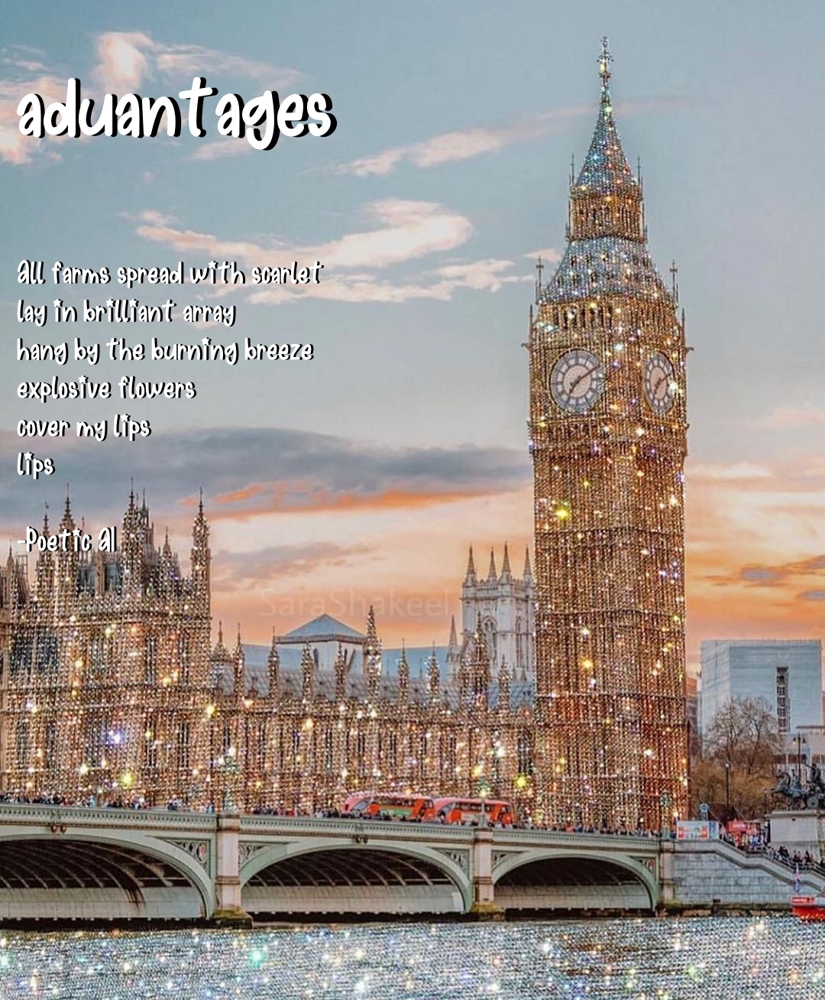 aduantages
All farms spread with scarlet
lay in brilliant array
hang by the burning breeze
explosive flowers
cover my lips
lips
-Poetic AI
SaraShakeel